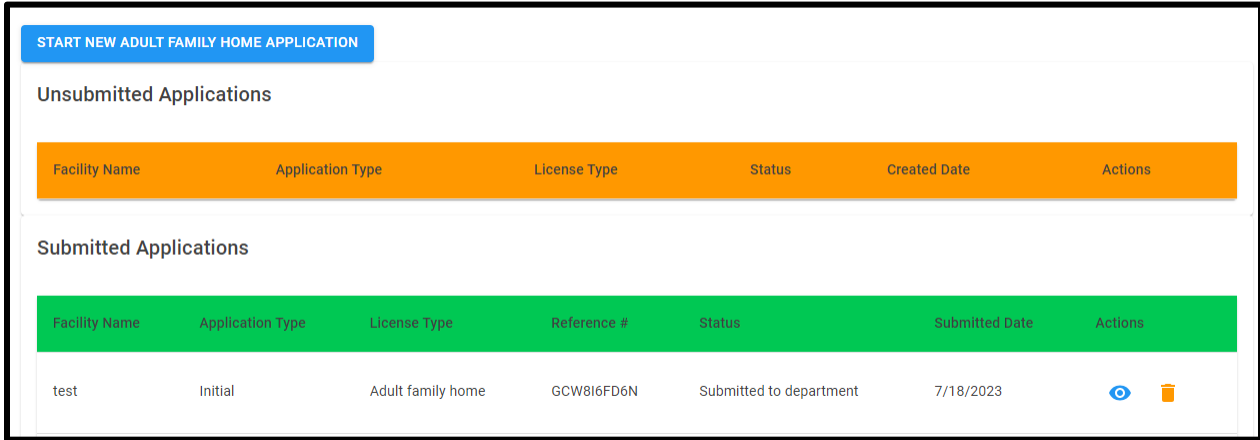 START NEW ADULT FAMILY HOME APPLICATION
Unsubmitted Applications
Facility Name Application Type License Type Status Created Date Actions
Submitted Applications
Facility Name Application Type License Type Reference # Status Submitted Date Actions
test Initial Adult family home GCW8I6FD6N Submitted to department 7/18/2023